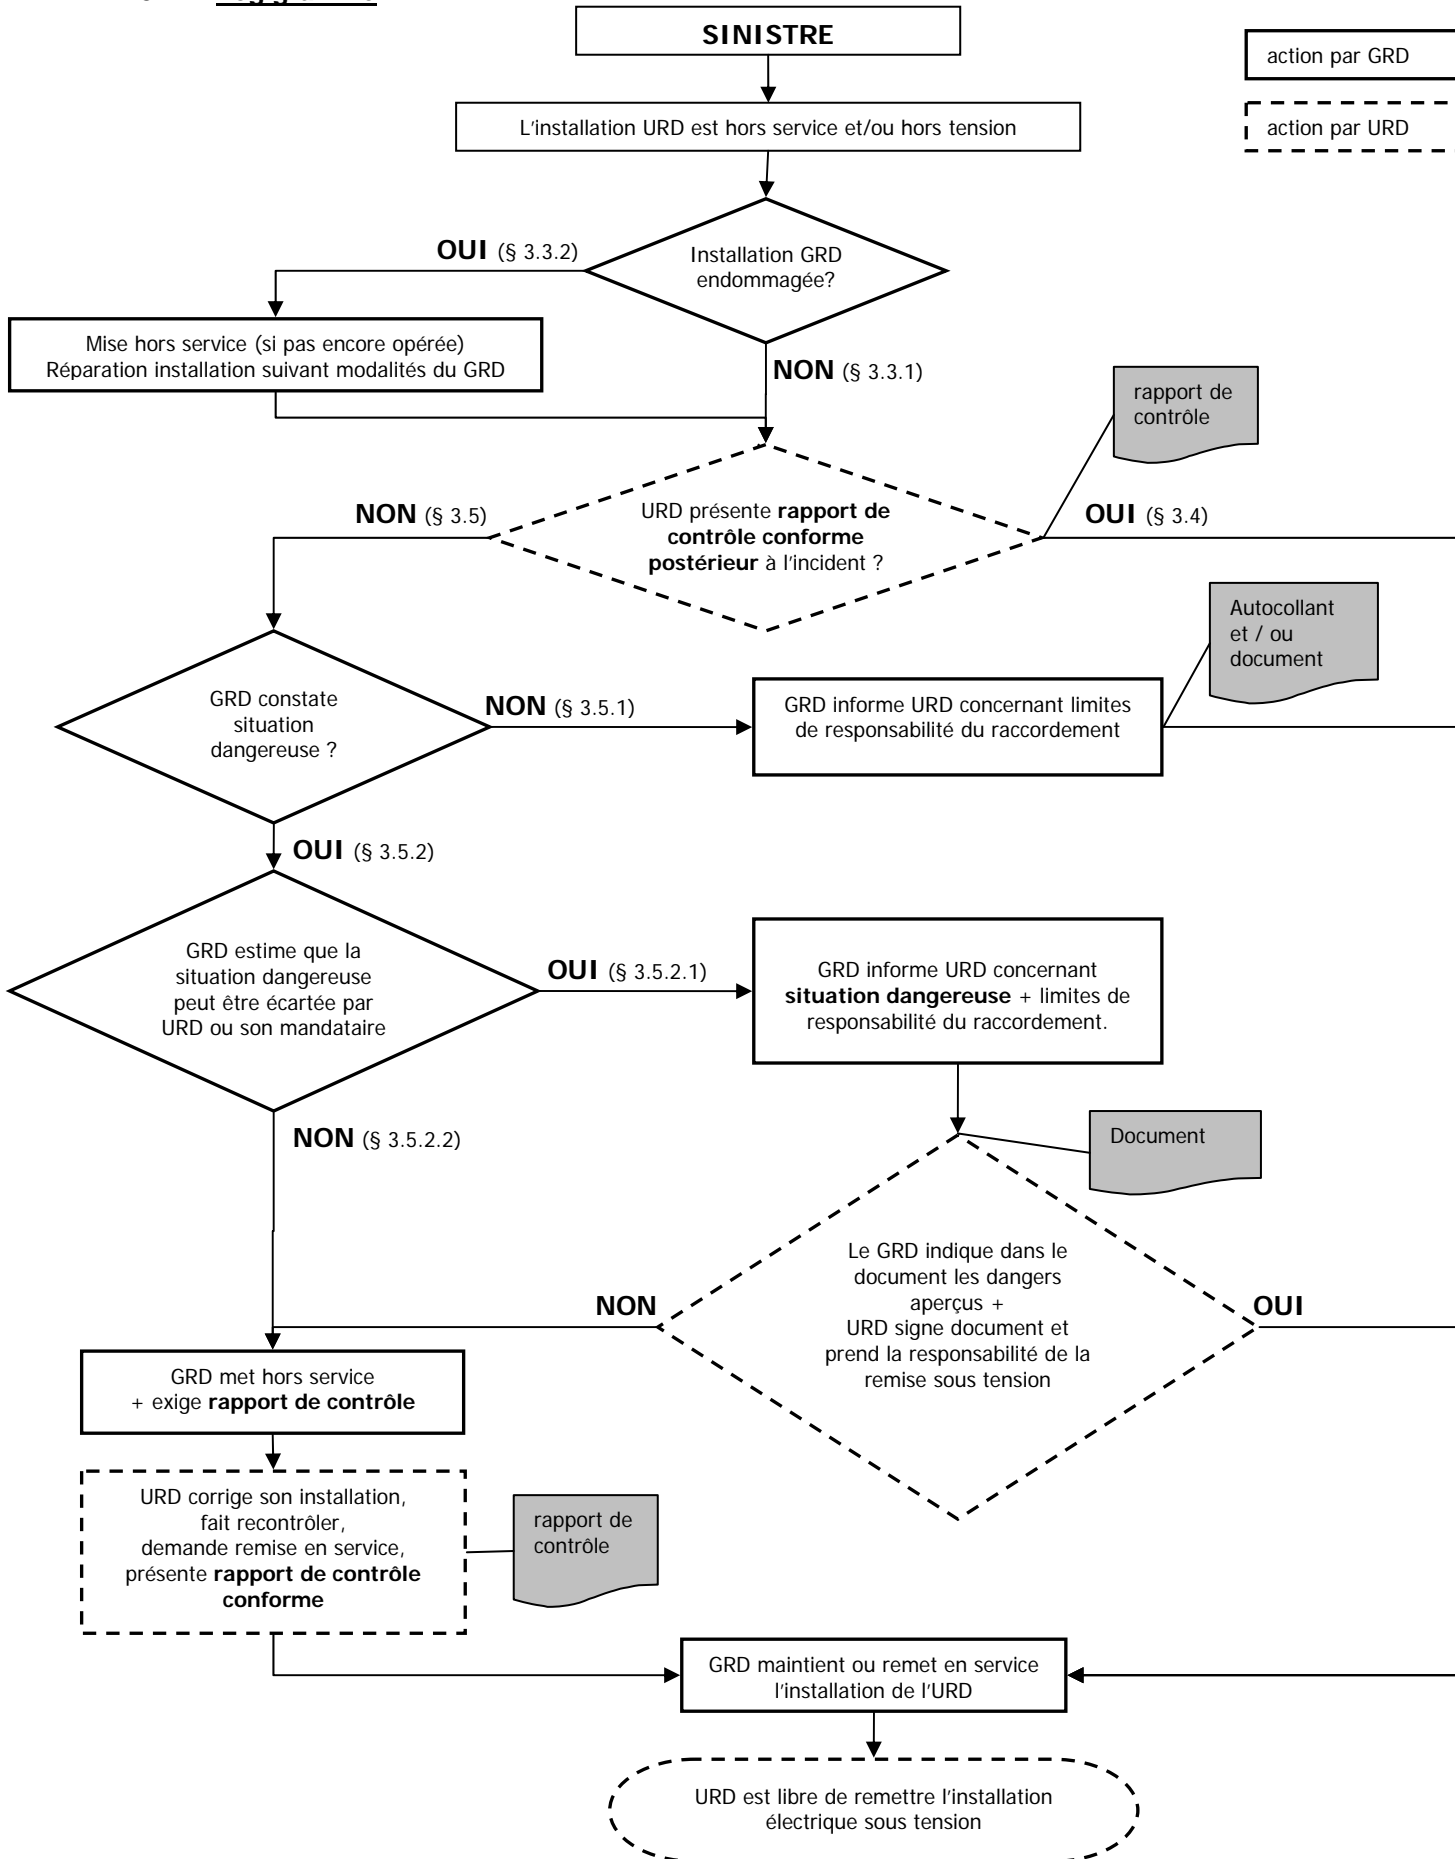 SINISTRE
action par GRD
L'installation URD est hors service et/ou hors tension
action par URD
OUI (§ 3.3.2)
Installation GRD
endommagée?
Mise hors service (si pas encore opérée)
Réparation installation suivant modalités du GRD
NON (§ 3.3.1)
rapport de
contrôle
NON (§ 3.5)
URD présente rapport de
contrôle conforme
postérieur à l'incident ?
OUI (§ 3.4)
Autocollant
et / ou
document
GRD constate
situation
dangereuse ?
NON (§ 3.5.1)
GRD informe URD concernant limites
de responsabilité du raccordement
OUI (§ 3.5.2)
GRD estime que la
situation dangereuse
peut être écartée par
URD ou son mandataire
OUI (§ 3.5.2.1)
GRD informe URD concernant
situation dangereuse + limites de
responsabilité du raccordement.
NON (§ 3.5.2.2)
Document
Le GRD indique dans le
document les dangers
aperçus +
URD signe document et
prend la responsabilité de la
remise sous tension
NON
OUI
GRD met hors service
+ exige rapport de contrôle
URD corrige son installation,
fait recontrôler,
demande remise en service,
présente rapport de contrôle
conforme
rapport de
contrôle
GRD maintient ou remet en service
l'installation de l'URD
URD est libre de remettre l'installation
électrique sous tension